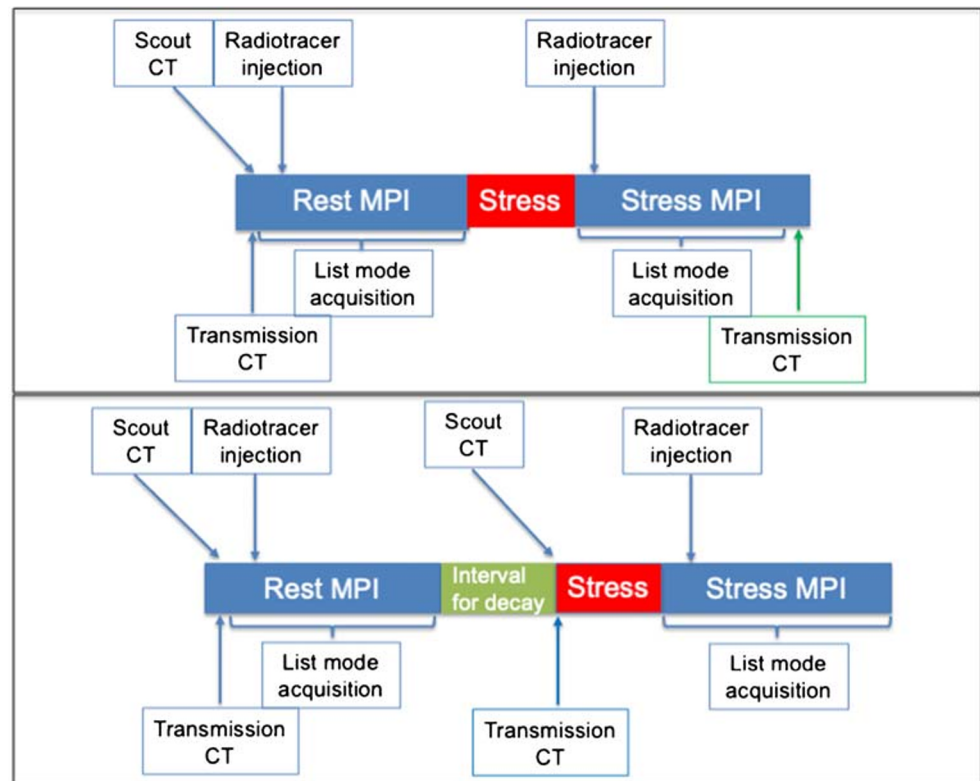 Scout
CT
Radiotracer
injection
Radiotracer
injection
Rest MPI
Stress
Stress MPI
List mode
acquisition
List mode
acquisition
Transmission
CT
Transmission
CT
Scout
CT
Radiotracer
injection
Scout
CT
Radiotracer
injection
Rest MPI
Interval
for decay
Stress
Stress MPI
List mode
acquisition
List mode
acquisition
Transmission
CT
Transmission
CT